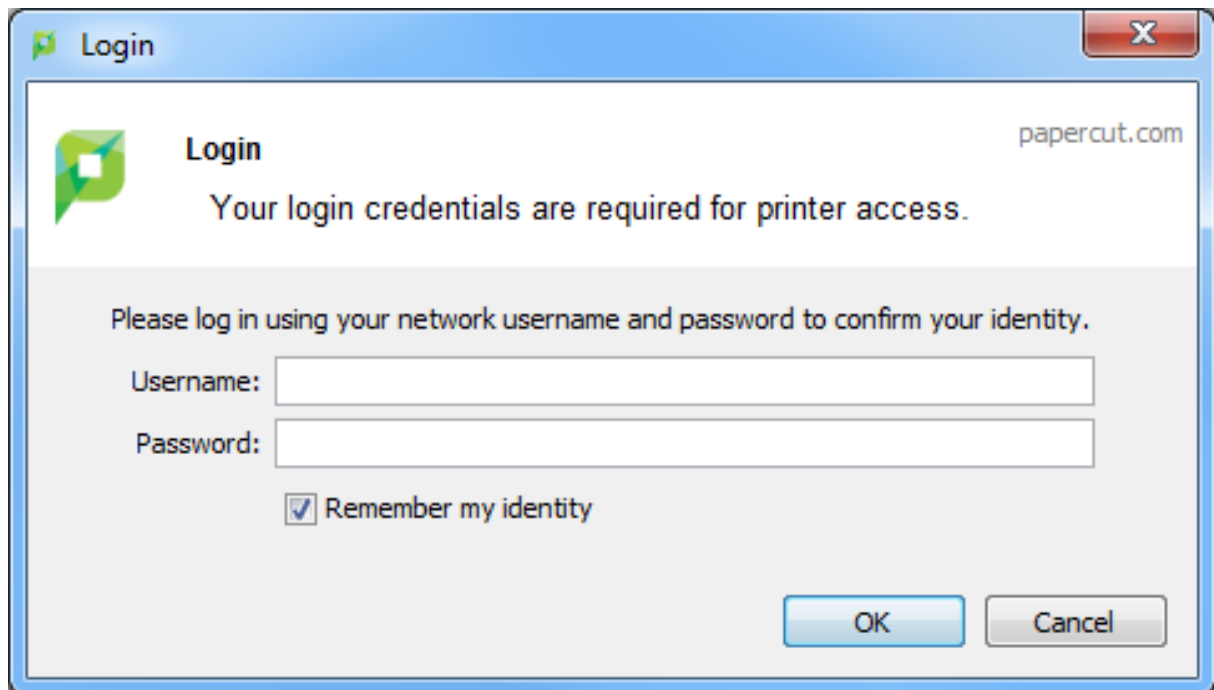 Login
Login
papercut.com
Your login credentials are required for printer access.
Please log in using your network username and password to confirm your identity.
Username:
Password:
Remember my identity
OK
Cancel